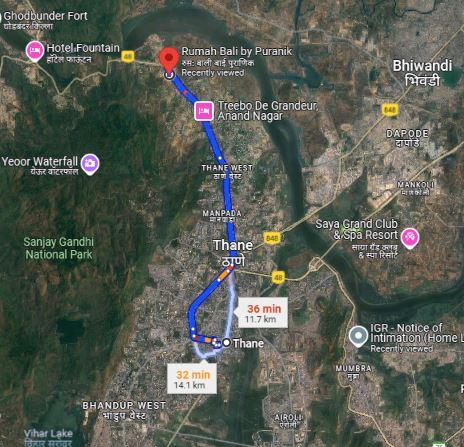 Ghodbunder Fort
घोडबंदर किल्ला
Hotel Fountain
हॉटेल फाऊंटन
48
Rumah Bali by Puranik
रुमः बाली बाई पुराणिक
Recently viewed
Treebo De Grandeur,
Anand Nagar
Bhiwandi
भिवंडी
848
DAPODE
दापोडे
Yeoor Waterfall
येऊर वाटरफॉल
THANE WEST
ठाणे वेस्ट
MANKOLI
मानकोली
MANPADA
मानपाडा
Saya Grand Club
& Spa Resort
साया ग्रँड क्लब
& स्पा रिसॉर्ट
Sanjay Gandhi
National Park
Thane
ठाणे
848
48
36 min
11.7 km
IGR - Notice of
Intimation (Home L
Recently viewed
Thane
32 min
14.1 km
MUMBRA
मुंब्रा
BHANDUP WEST
भांडुप वेस्ट
AIROLI
ऐरोली
Vihar Lake
विहार सरोवर